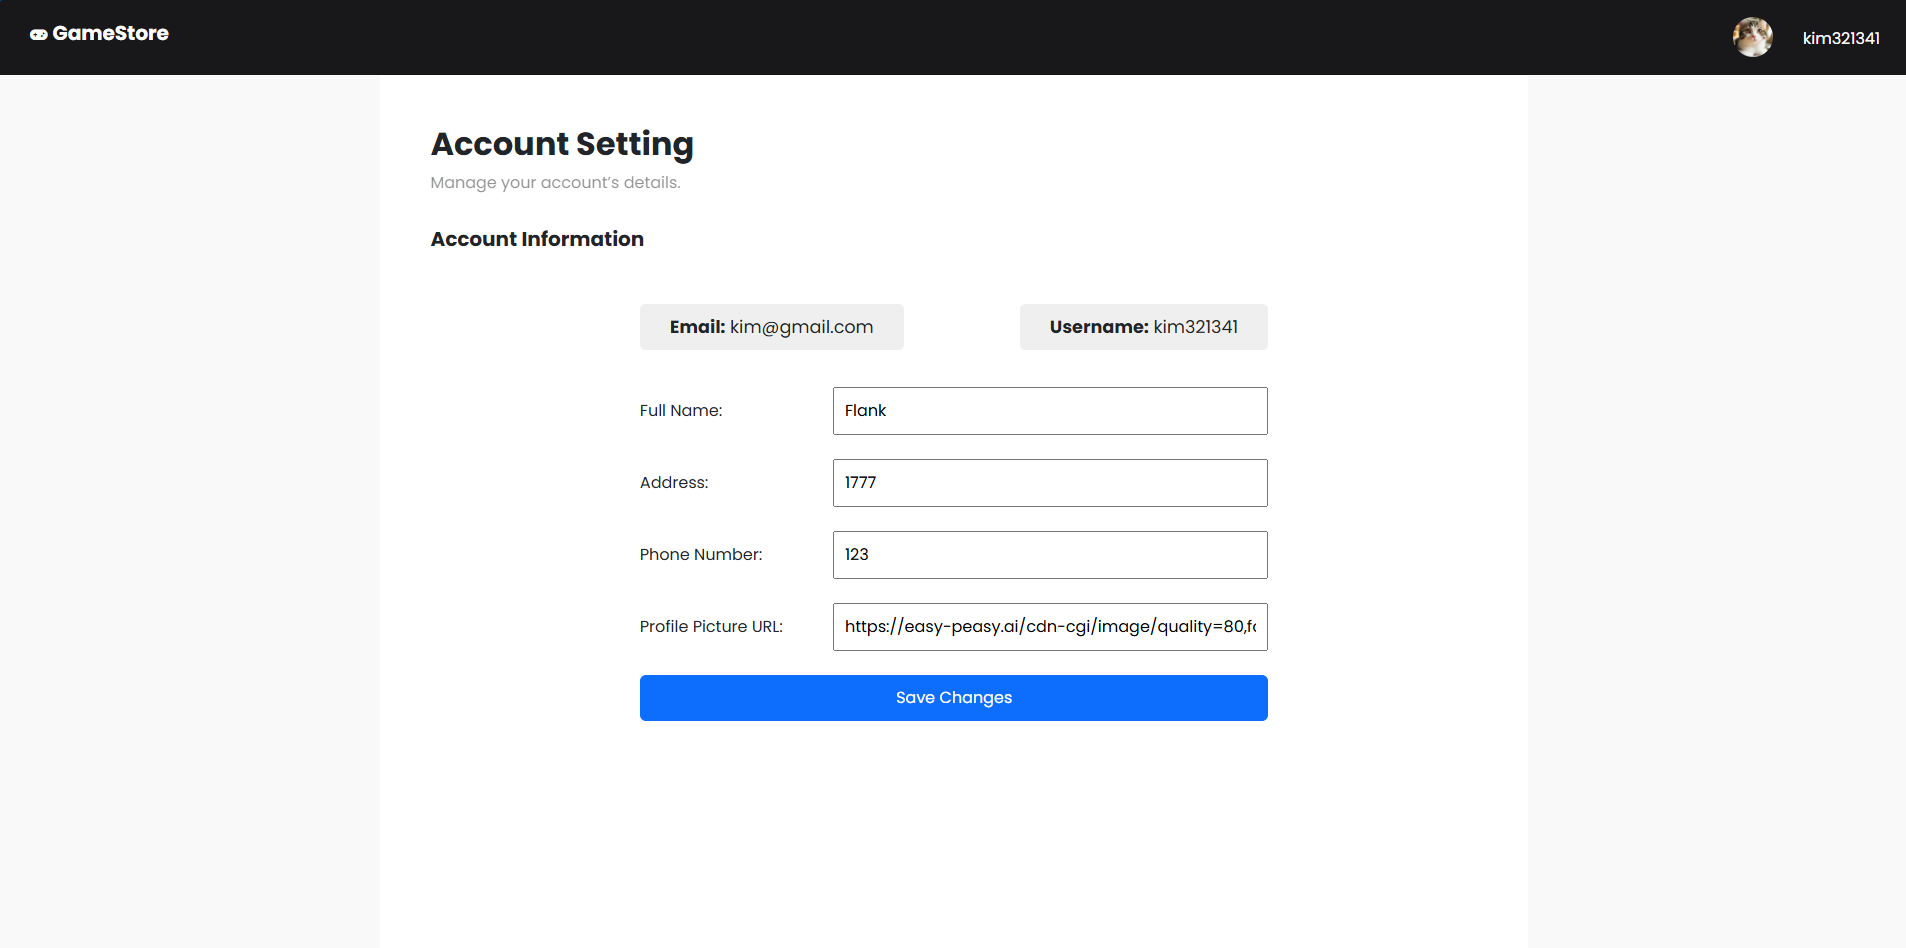 GameStore
kim321341
Account Setting
Manage your account’s details.
Account Information
Email: kim@gmail.com
Username: kim321341
Full Name:
Flank
Address:
1777
Phone Number:
123
Profile Picture URL:
https://easy-peasy.ai/cdn-cgi/image/quality=80,fo
Save Changes